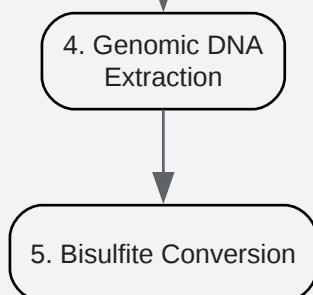 4. Genomic DNA
Extraction
5. Bisulfite Conversion